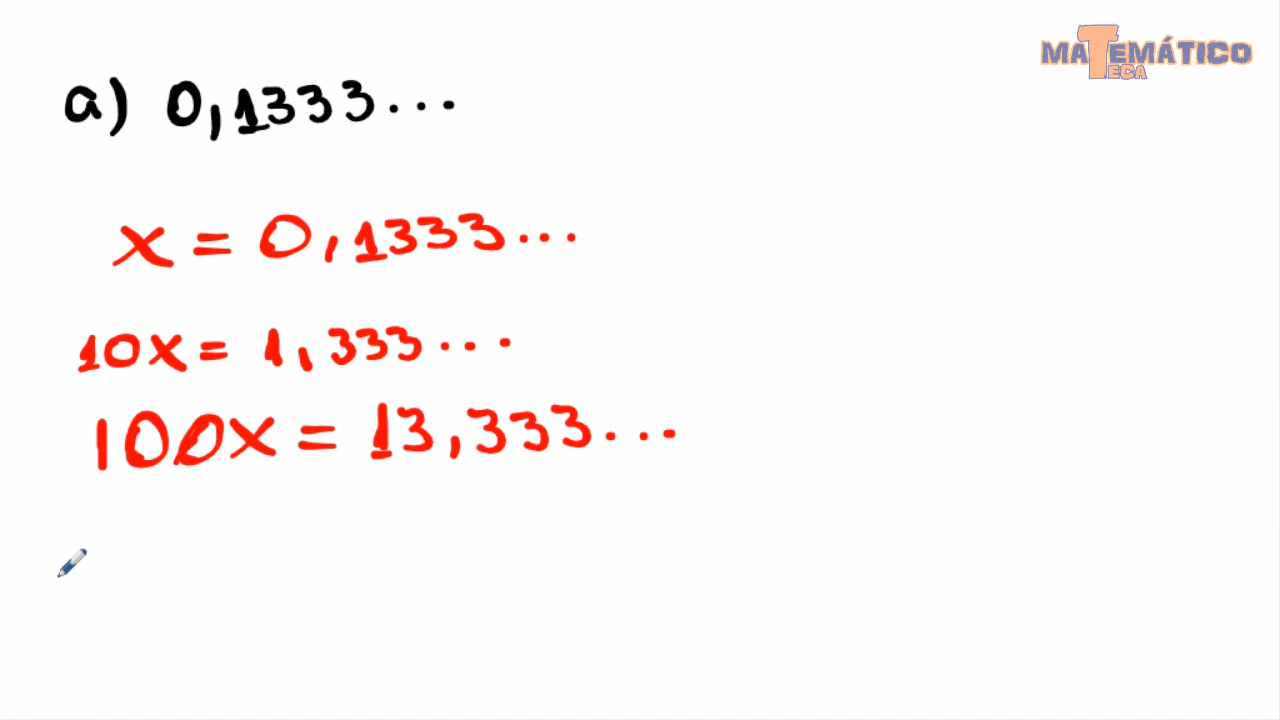 MATEMÁTICO
TECA
a) 0,1333...
x = 0,1333...
10x = 1,333...
100x = 13,333...